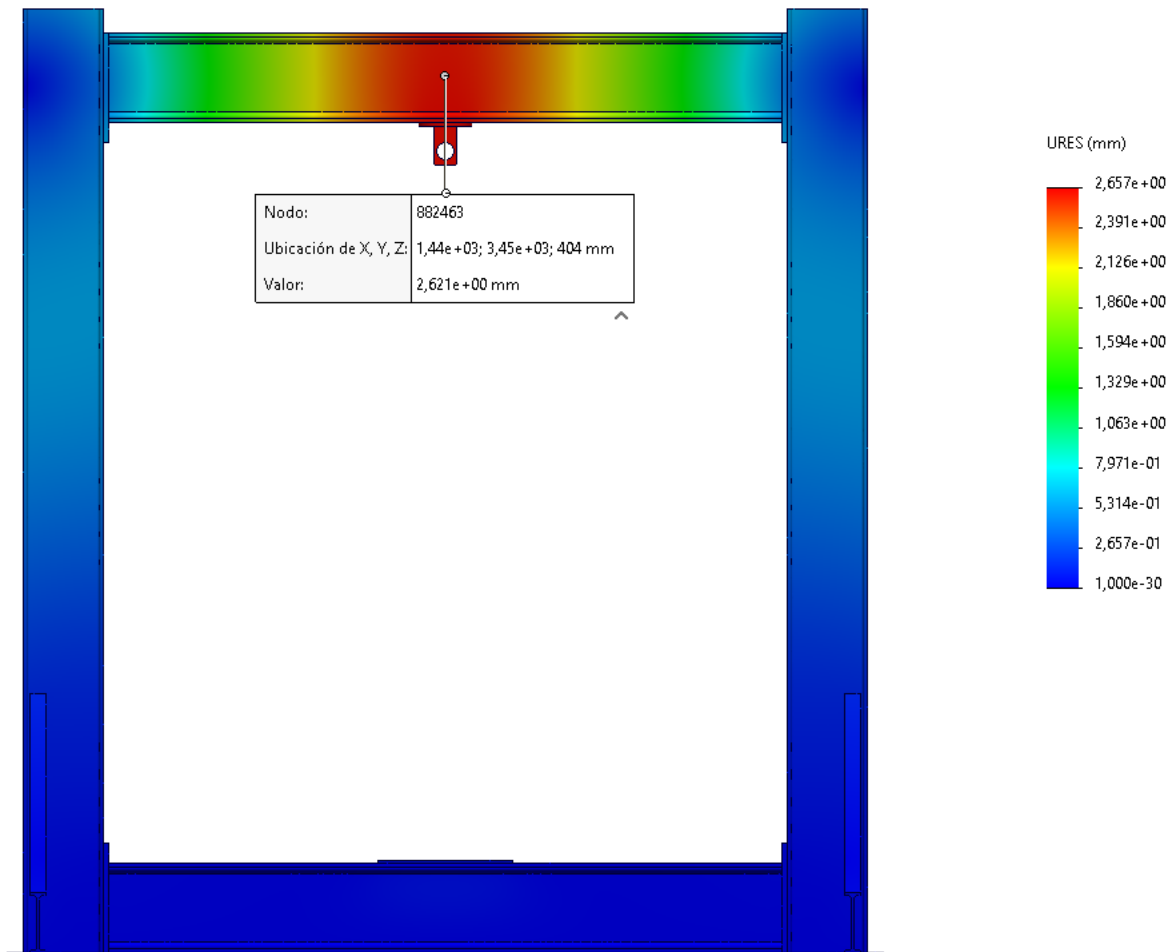 URES (mm)
2,657e+00
2,391e+00
2,126e+00
1,860e+00
1,594e+00
1,329e+00
1,063e+00
7,971e-01
5,314e-01
2,657e-01
1,000e-30
Nodo: 882463
Ubicación de X, Y, Z: 1,44e+03; 3,45e+03; 404 mm
Valor: 2,621e+00 mm